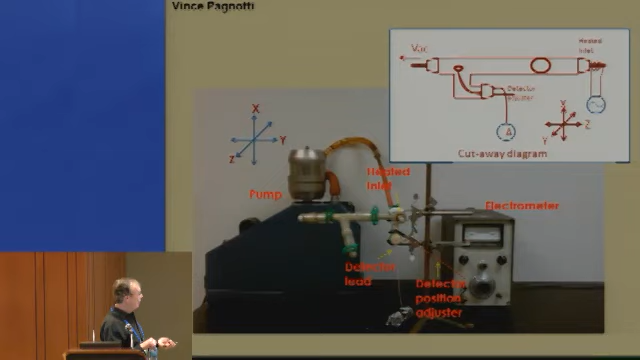 Vince Pagnotti
Vac
Heated
Inlet
Detector
adjuster
A
X
Z
Y
Cut-away diagram
X
Y
Z
Pump
Heated
Inlet
Electrometer
Detector
lead
Detector
position
adjuster